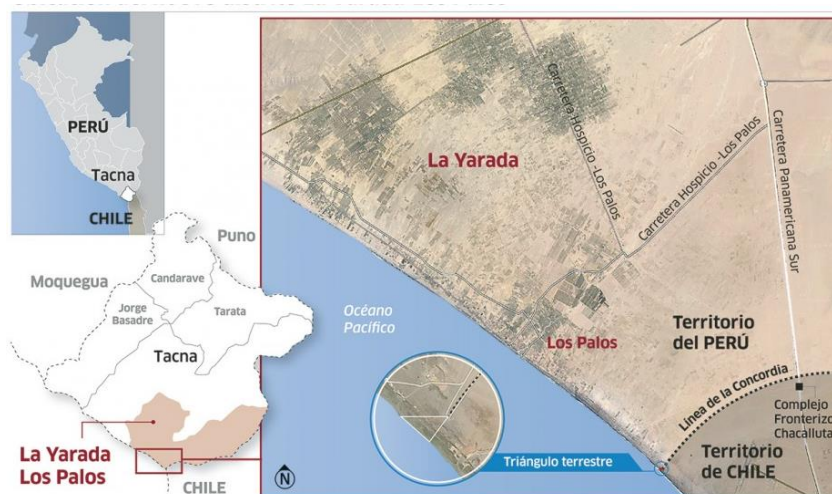 PERÚ
Tacna
CHILE
Puno
Moquegua
Candarave
Jorge
Basadre
Tarata
Tacna
La Yarada
Los Palos
CHILE
N
Océano
Pacífico
La Yarada
Carretera Hospicio -Los Palos
Carretera Hospicio -Los Palos
Carretera Panamericana Sur
Los Palos
Territorio
del PERÚ
Línea de la Concordia
Complejo
Fronterizo
Chacalluta
Territorio
de CHILE
Triángulo terrestre